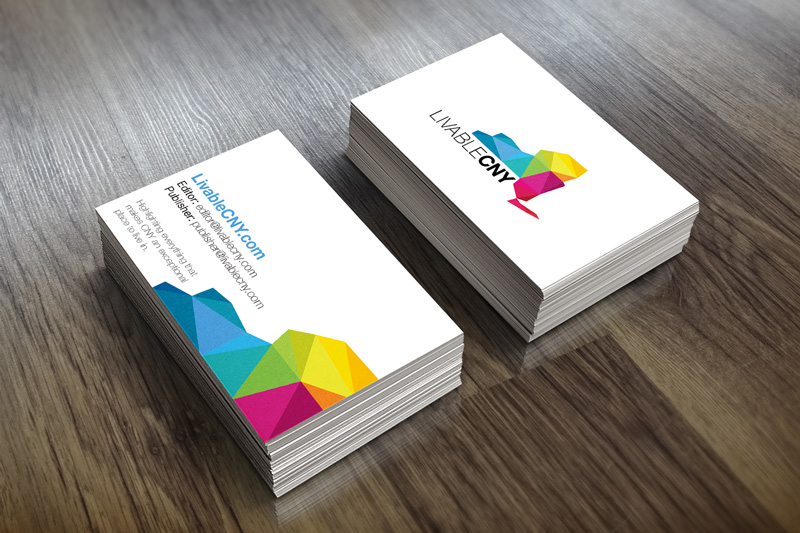 LivableCNY.com
Editor: editor@livablecny.com
Publisher: publisher@livablecny.com
Highlighting everything that
makes CNY an exceptional
place to live in.
LIVABLECNY